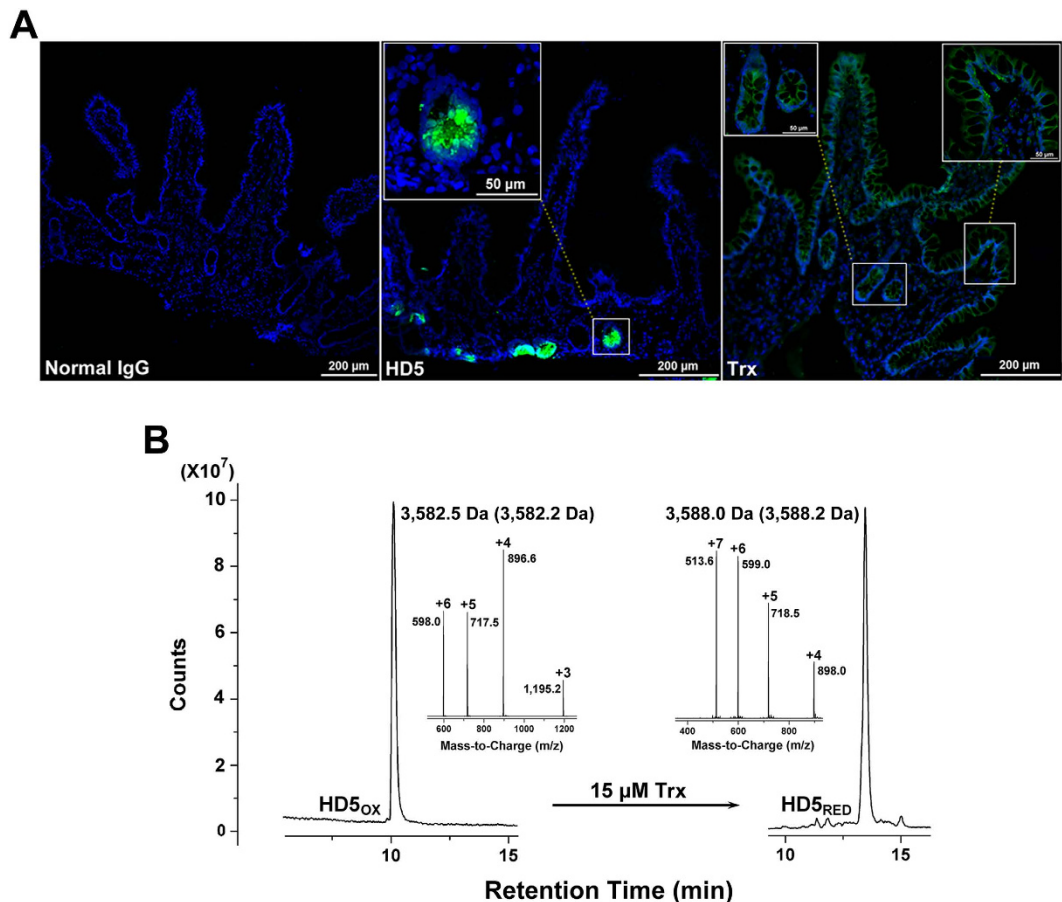 A
50 µm
50 µm
50 µm
Normal IgG
200 µm
HD5
200 µm
Trx
200 µm
B
(X10⁷)
10
8
6
4
2
0
Counts
3,582.5 Da (3,582.2 Da)
+6
598.0
+5
717.5
+4
896.6
+3
1,195.2
600 800 1000 1200
Mass-to-Charge (m/z)
3,588.0 Da (3,588.2 Da)
+7
513.6
+6
599.0
+5
718.5
+4
898.0
400 600 800
Mass-to-Charge (m/z)
HD5OX
15 µM Trx
HD5RED
10 15
10 15
Retention Time (min)